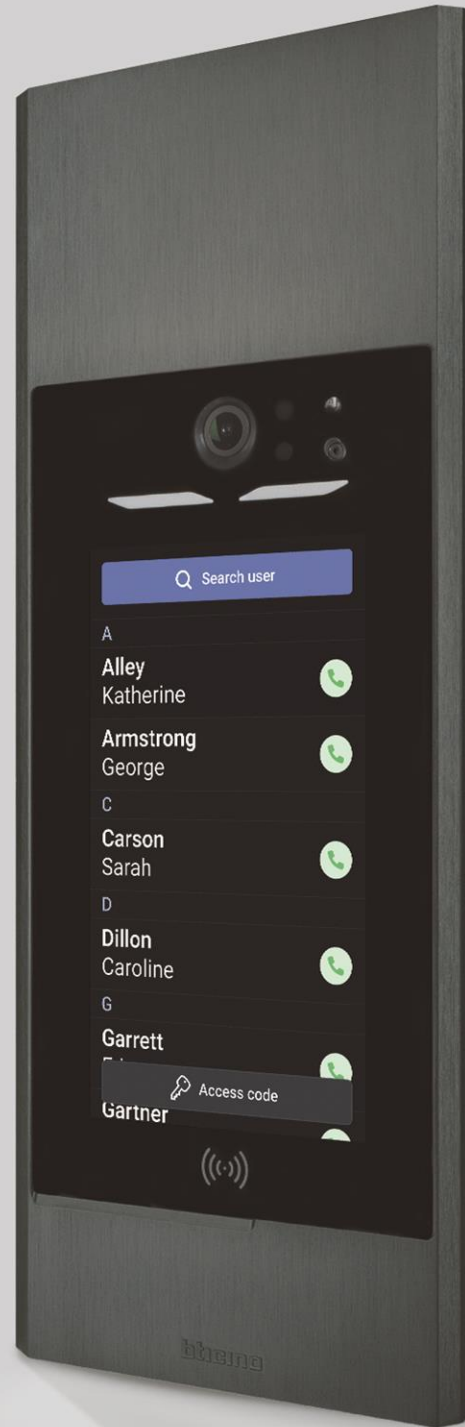 Search user
A
Alley
Katherine
Armstrong
George
C
Carson
Sarah
D
Dillon
Caroline
G
Garrett
Access code
Gartner
bticino